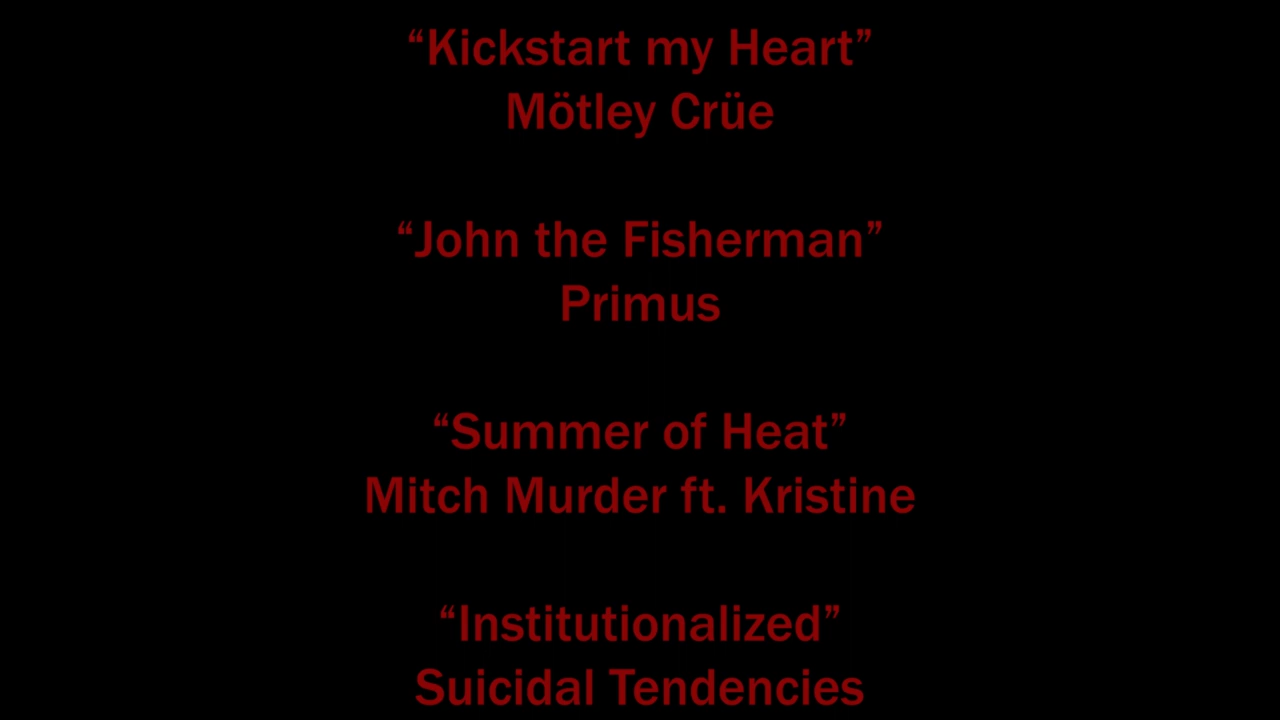 “Kickstart my Heart”
Mötley Crüe
“John the Fisherman”
Primus
“Summer of Heat”
Mitch Murder ft. Kristine
“Institutionalized”
Suicidal Tendencies